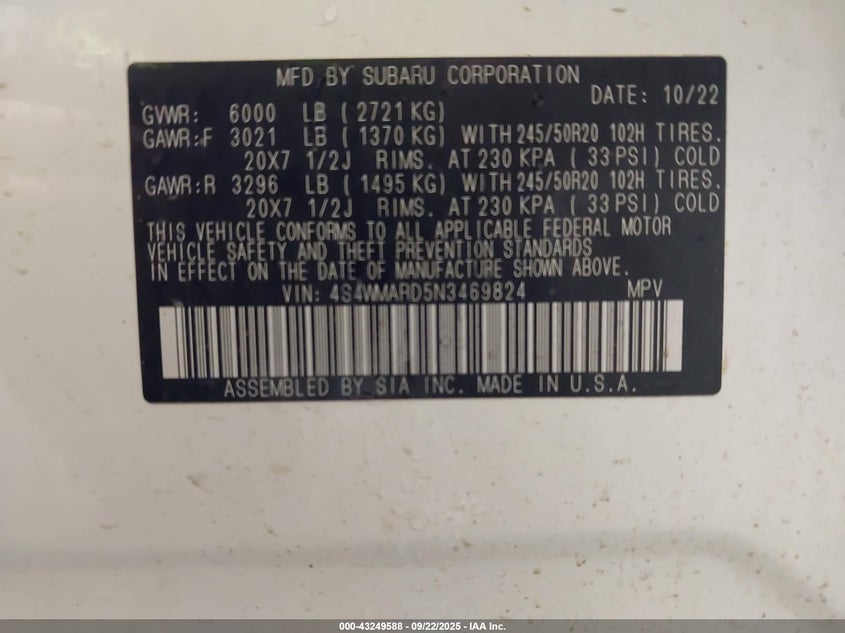 MFD BY SUBARU CORPORATION
DATE: 10/22
GVWR: 6000 LB ( 2721 KG)
GAWR:F 3021 LB ( 1370 KG) WITH 245/50R20 102H TIRES.
20X7 1/2J RIMS. AT 230 KPA ( 33 PSI) COLD
GAWR:R 3296 LB ( 1495 KG) WITH 245/50R20 102H TIRES.
20X7 1/2J RIMS. AT 230 KPA ( 33 PSI) COLD
THIS VEHICLE CONFORMS TO ALL APPLICABLE FEDERAL MOTOR
VEHICLE SAFETY AND THEFT PREVENTION STANDARDS
IN EFFECT ON THE DATE OF MANUFACTURE SHOWN ABOVE.
VIN: 4S4WMARD5N3469824 MPV
ASSEMBLED BY SIA INC. MADE IN U.S.A.
000-43249588 - 09/22/2025 - IAA Inc.